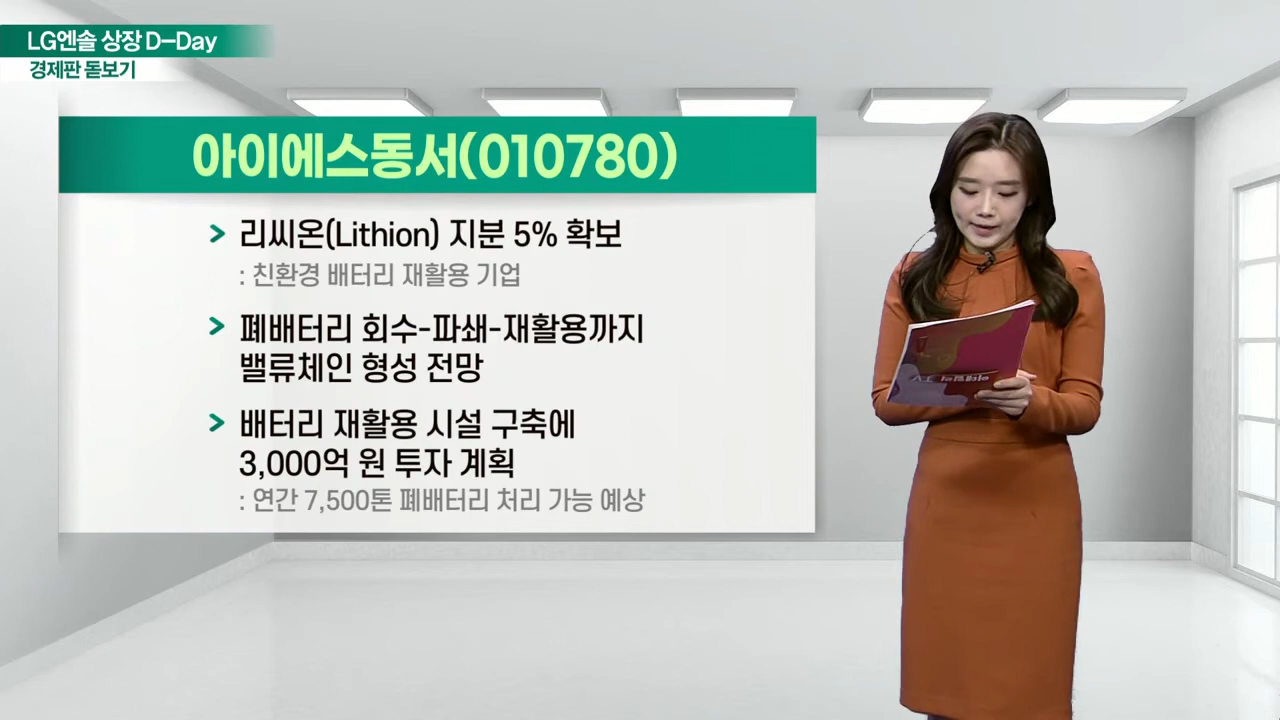 LG엔솔 상장 D-Day
경제판 돋보기
아이에스동서(010780)
> 리씨온(Lithion) 지분 5% 확보
: 친환경 배터리 재활용 기업
> 폐배터리 회수-파쇄-재활용까지
밸류체인 형성 전망
> 배터리 재활용 시설 구축에
3,000억 원 투자 계획
: 연간 7,500톤 폐배터리 처리 가능 예상